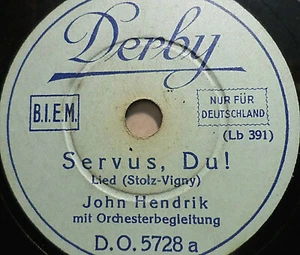 Derby
B.I.E.M.
NUR FÜR
DEUTSCHLAND
(Lb 391)
Servus, Du!
Lied (Stolz-Vigny)
John Hendrik
mit Orchesterbegleitung
D.O. 5728 a